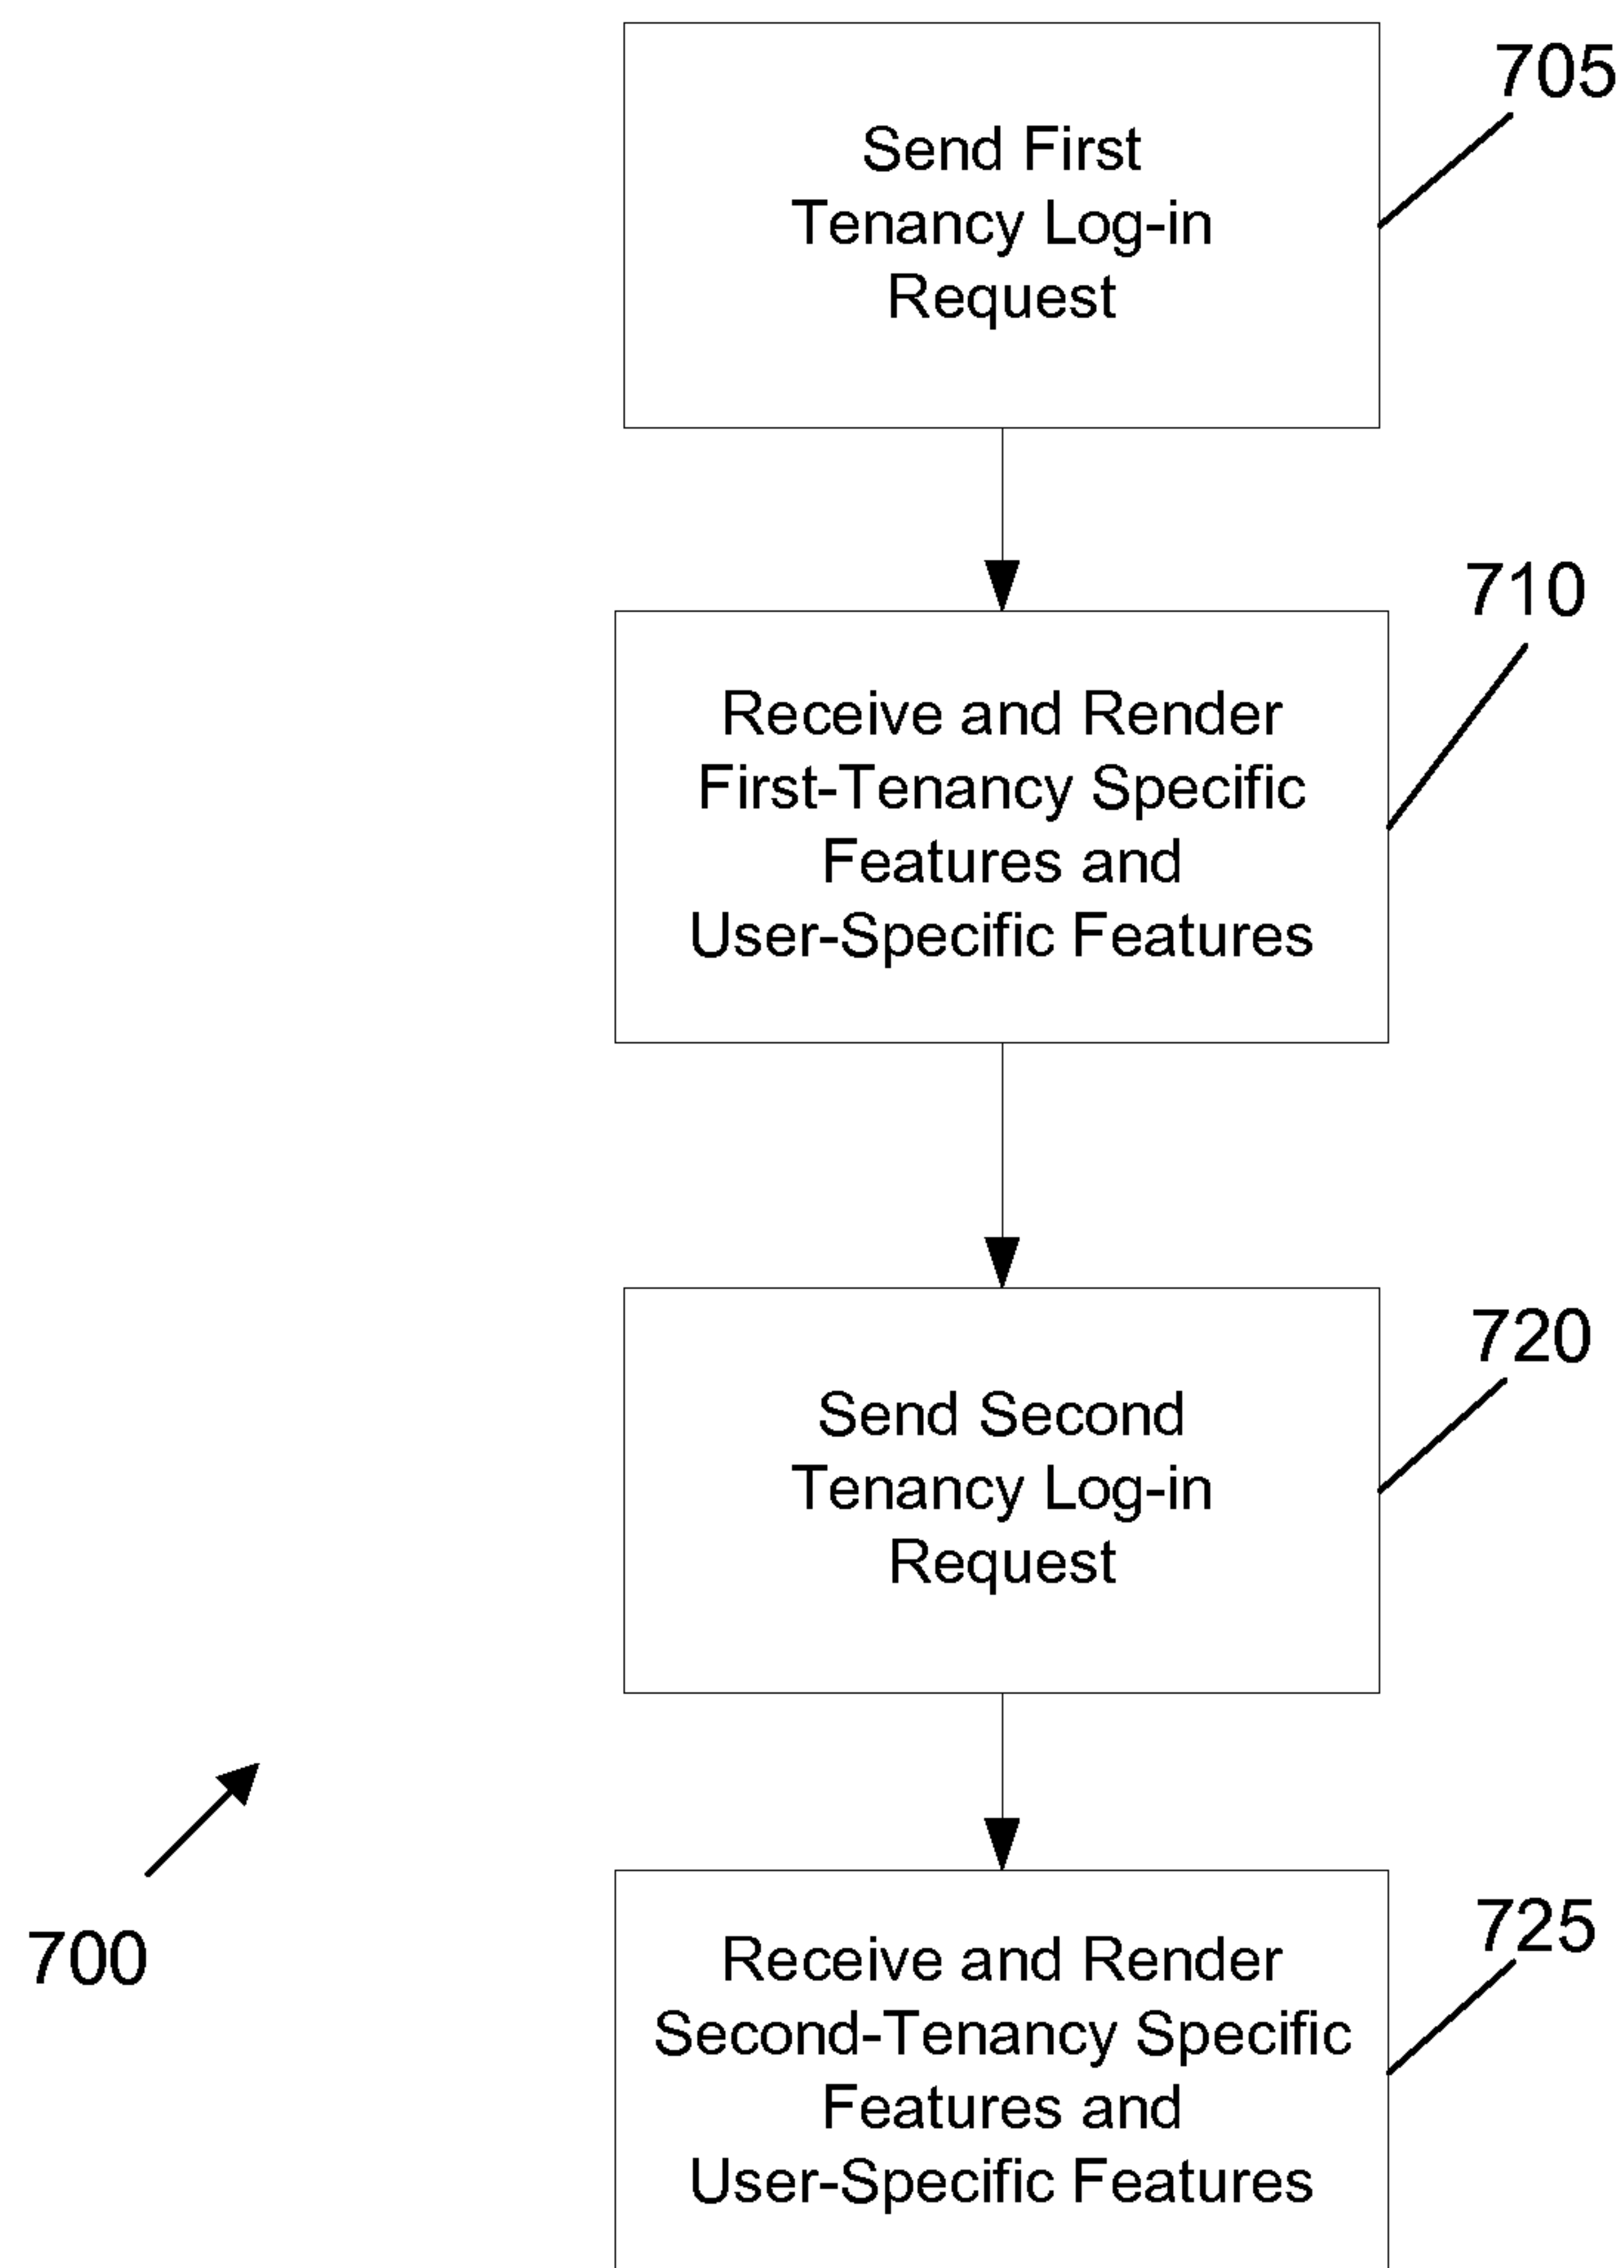 705
Send First
Tenancy Log-in
Request
710
Receive and Render
First-Tenancy Specific
Features and
User-Specific Features
720
Send Second
Tenancy Log-in
Request
700
725
Receive and Render
Second-Tenancy Specific
Features and
User-Specific Features